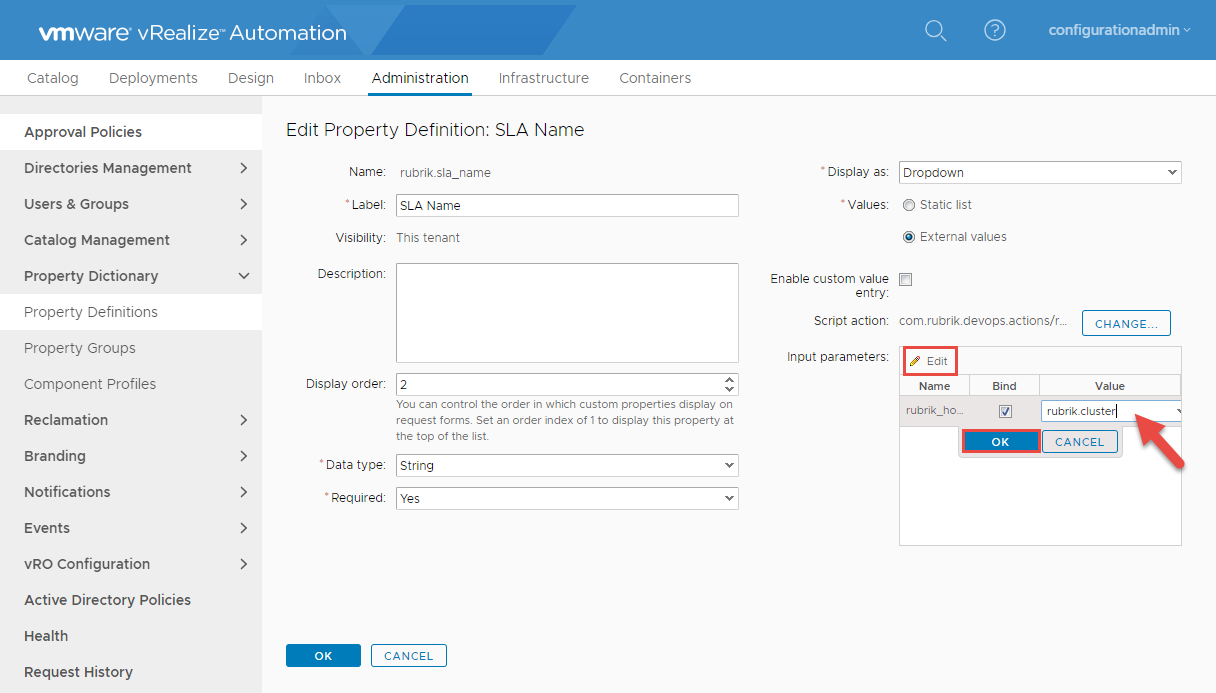 vmware vRealize™ Automation
configurationadmin
Catalog
Deployments
Design
Inbox
Administration
Infrastructure
Containers
Approval Policies
Directories Management
Users & Groups
Catalog Management
Property Dictionary
Property Definitions
Property Groups
Component Profiles
Reclamation
Branding
Notifications
Events
vRO Configuration
Active Directory Policies
Health
Request History
Edit Property Definition: SLA Name
Name: rubrik.sla_name
* Label: SLA Name
Visibility: This tenant
Description:
Display order: 2
You can control the order in which custom properties display on
request forms. Set an order index of 1 to display this property at
the top of the list.
* Data type: String
* Required: Yes
* Display as: Dropdown
* Values: Static list
External values
Enable custom value
entry:
Script action: com.rubrik.devops.actions/r...
CHANGE...
Input parameters:
Edit
Name Bind Value
rubrik_ho... rubrik.cluster
OK CANCEL
OK CANCEL